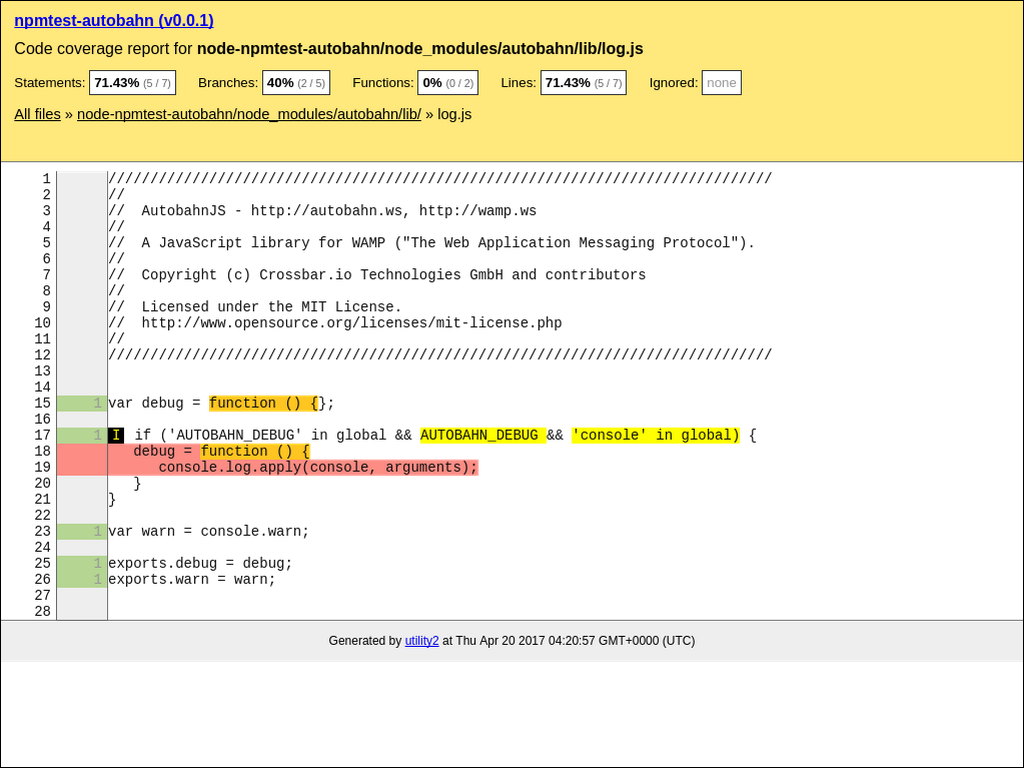 npmtest-autobahn (v0.0.1)
Code coverage report for node-npmtest-autobahn/node_modules/autobahn/lib/log.js
Statements: 71.43% (5 / 7) Branches: 40% (2 / 5) Functions: 0% (0 / 2) Lines: 71.43% (5 / 7) Ignored: none
All files » node-npmtest-autobahn/node_modules/autobahn/lib/ » log.js
1 ///////////////////////////////////////////////////////////////////////////////
2 //
3 //  AutobahnJS - http://autobahn.ws, http://wamp.ws
4 //
5 //  A JavaScript library for WAMP ("The Web Application Messaging Protocol").
6 //
7 //  Copyright (c) Crossbar.io Technologies GmbH and contributors
8 //
9 //  Licensed under the MIT License.
10 //  http://www.opensource.org/licenses/mit-license.php
11 //
12 ///////////////////////////////////////////////////////////////////////////////
13
14
15 1 var debug = function () {};
16
17 1 I if ('AUTOBAHN_DEBUG' in global && AUTOBAHN_DEBUG && 'console' in global) {
18    debug = function () {
19       console.log.apply(console, arguments);
20    }
21 }
22
23 1 var warn = console.warn;
24
25 1 exports.debug = debug;
26 1 exports.warn = warn;
27
28
Generated by utility2 at Thu Apr 20 2017 04:20:57 GMT+0000 (UTC)